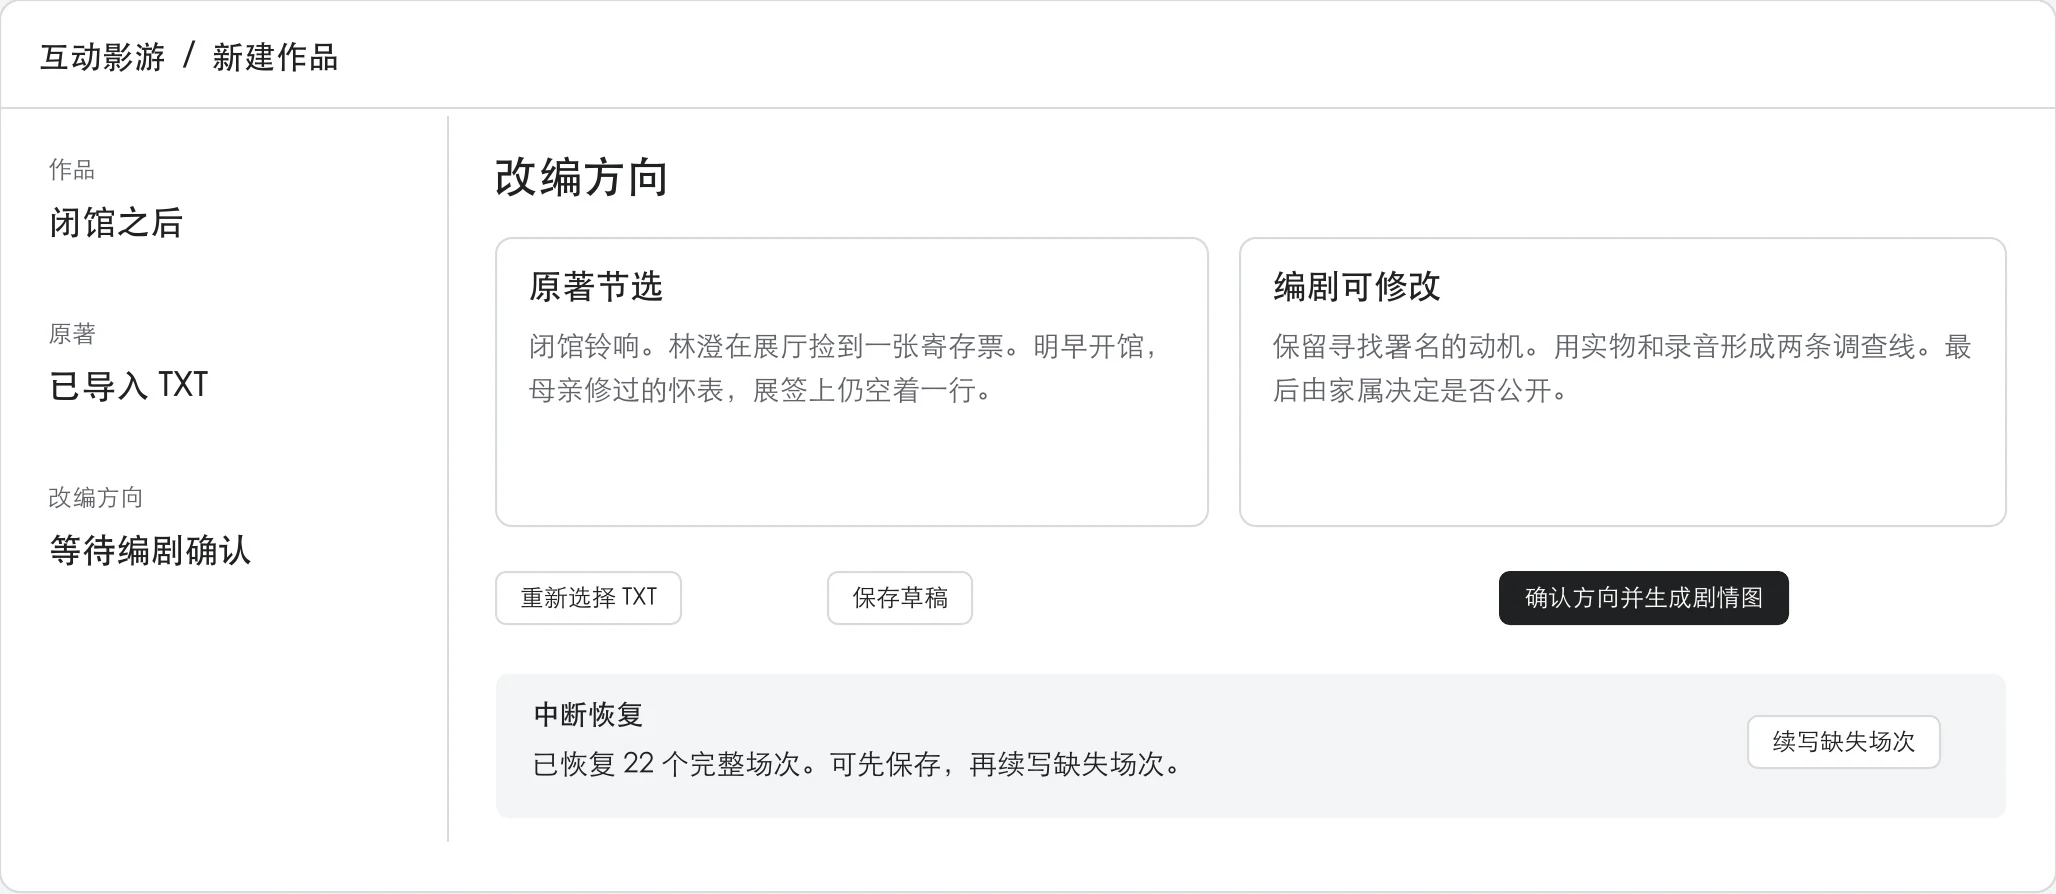 互动影游 / 新建作品
作品
闭馆之后
原著
已导入 TXT
改编方向
等待编剧确认
改编方向
原著节选
闭馆铃响。林澄在展厅捡到一张寄存票。明早开馆，
母亲修过的怀表，展签上仍空着一行。
编剧可修改
保留寻找署名的动机。用实物和录音形成两条调查线。最
后由家属决定是否公开。
重新选择 TXT
保存草稿
确认方向并生成剧情图
中断恢复
已恢复 22 个完整场次。可先保存，再续写缺失场次。
续写缺失场次